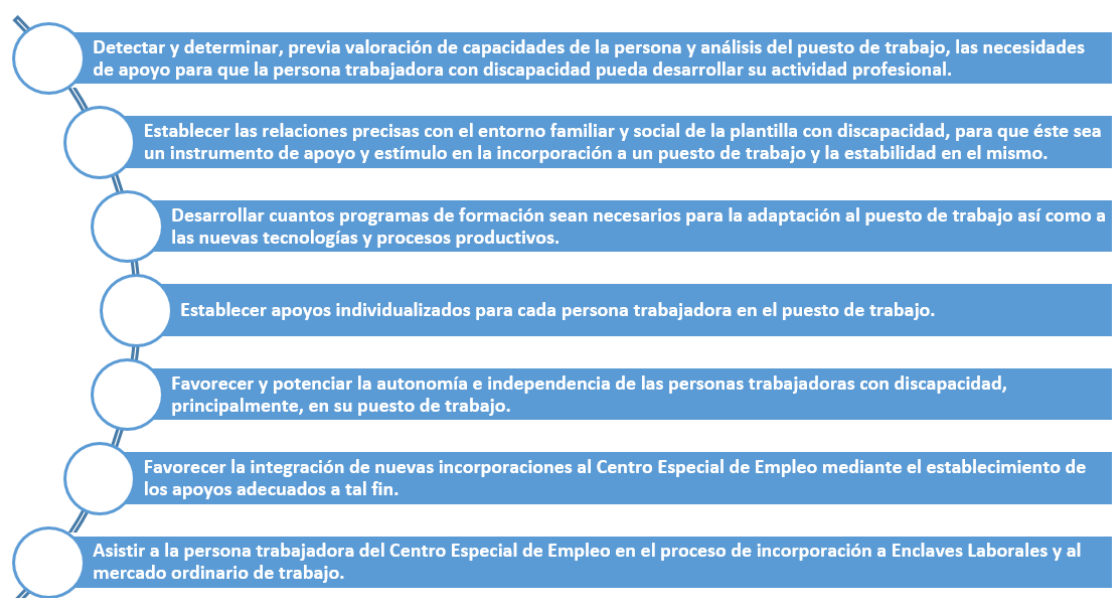 Detectar y determinar, previa valoración de capacidades de la persona y análisis del puesto de trabajo, las necesidades
de apoyo para que la persona trabajadora con discapacidad pueda desarrollar su actividad profesional.
Establecer las relaciones precisas con el entorno familiar y social de la plantilla con discapacidad, para que éste sea
un instrumento de apoyo y estímulo en la incorporación a un puesto de trabajo y la estabilidad en el mismo.
Desarrollar cuantos programas de formación sean necesarios para la adaptación al puesto de trabajo así como a
las nuevas tecnologías y procesos productivos.
Establecer apoyos individualizados para cada persona trabajadora en el puesto de trabajo.
Favorecer y potenciar la autonomía e independencia de las personas trabajadoras con discapacidad,
principalmente, en su puesto de trabajo.
Favorecer la integración de nuevas incorporaciones al Centro Especial de Empleo mediante el establecimiento de
los apoyos adecuados a tal fin.
Asistir a la persona trabajadora del Centro Especial de Empleo en el proceso de incorporación a Enclaves Laborales y al
mercado ordinario de trabajo.